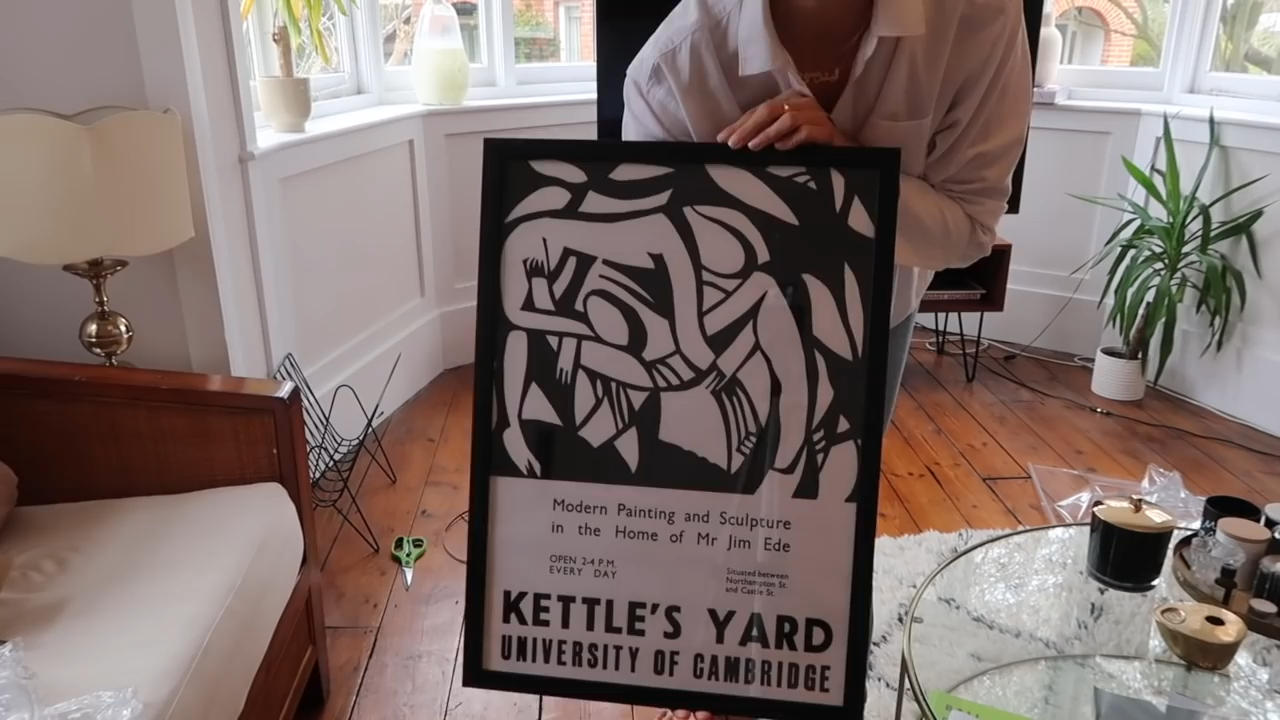 Modern Painting and Sculpture
in the Home of Mr Jim Ede
OPEN 2-4 P.M.
EVERY DAY
Situated between
Northampton St.
and Castle St.
KETTLE'S YARD
UNIVERSITY OF CAMBRIDGE